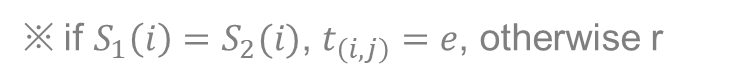 ※ if S₁(i) = S₂(i), t₍ᵢ,ⱼ₎ = e, otherwise r